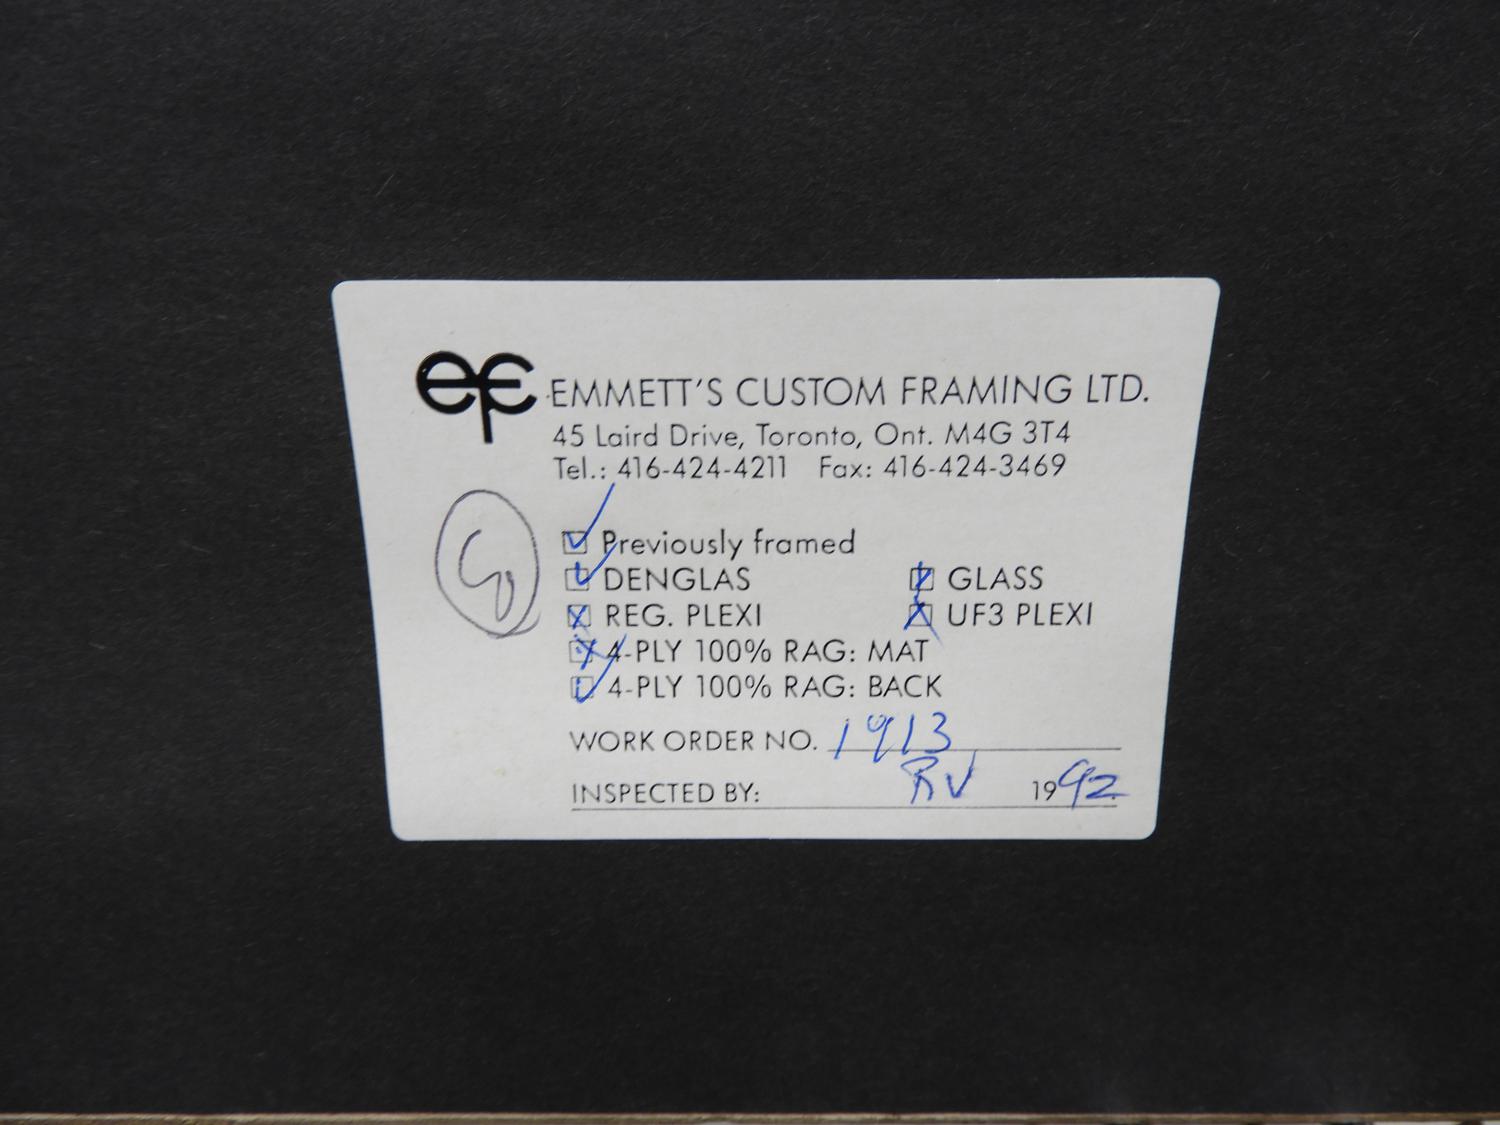 ef EMMETT'S CUSTOM FRAMING LTD.
45 Laird Drive, Toronto, Ont. M4G 3T4
Tel.: 416-424-4211 Fax: 416-424-3469
Previously framed
DENGLAS GLASS
REG. PLEXI UF3 PLEXI
4-PLY 100% RAG: MAT
4-PLY 100% RAG: BACK
WORK ORDER NO. 1913
INSPECTED BY: RV 1992